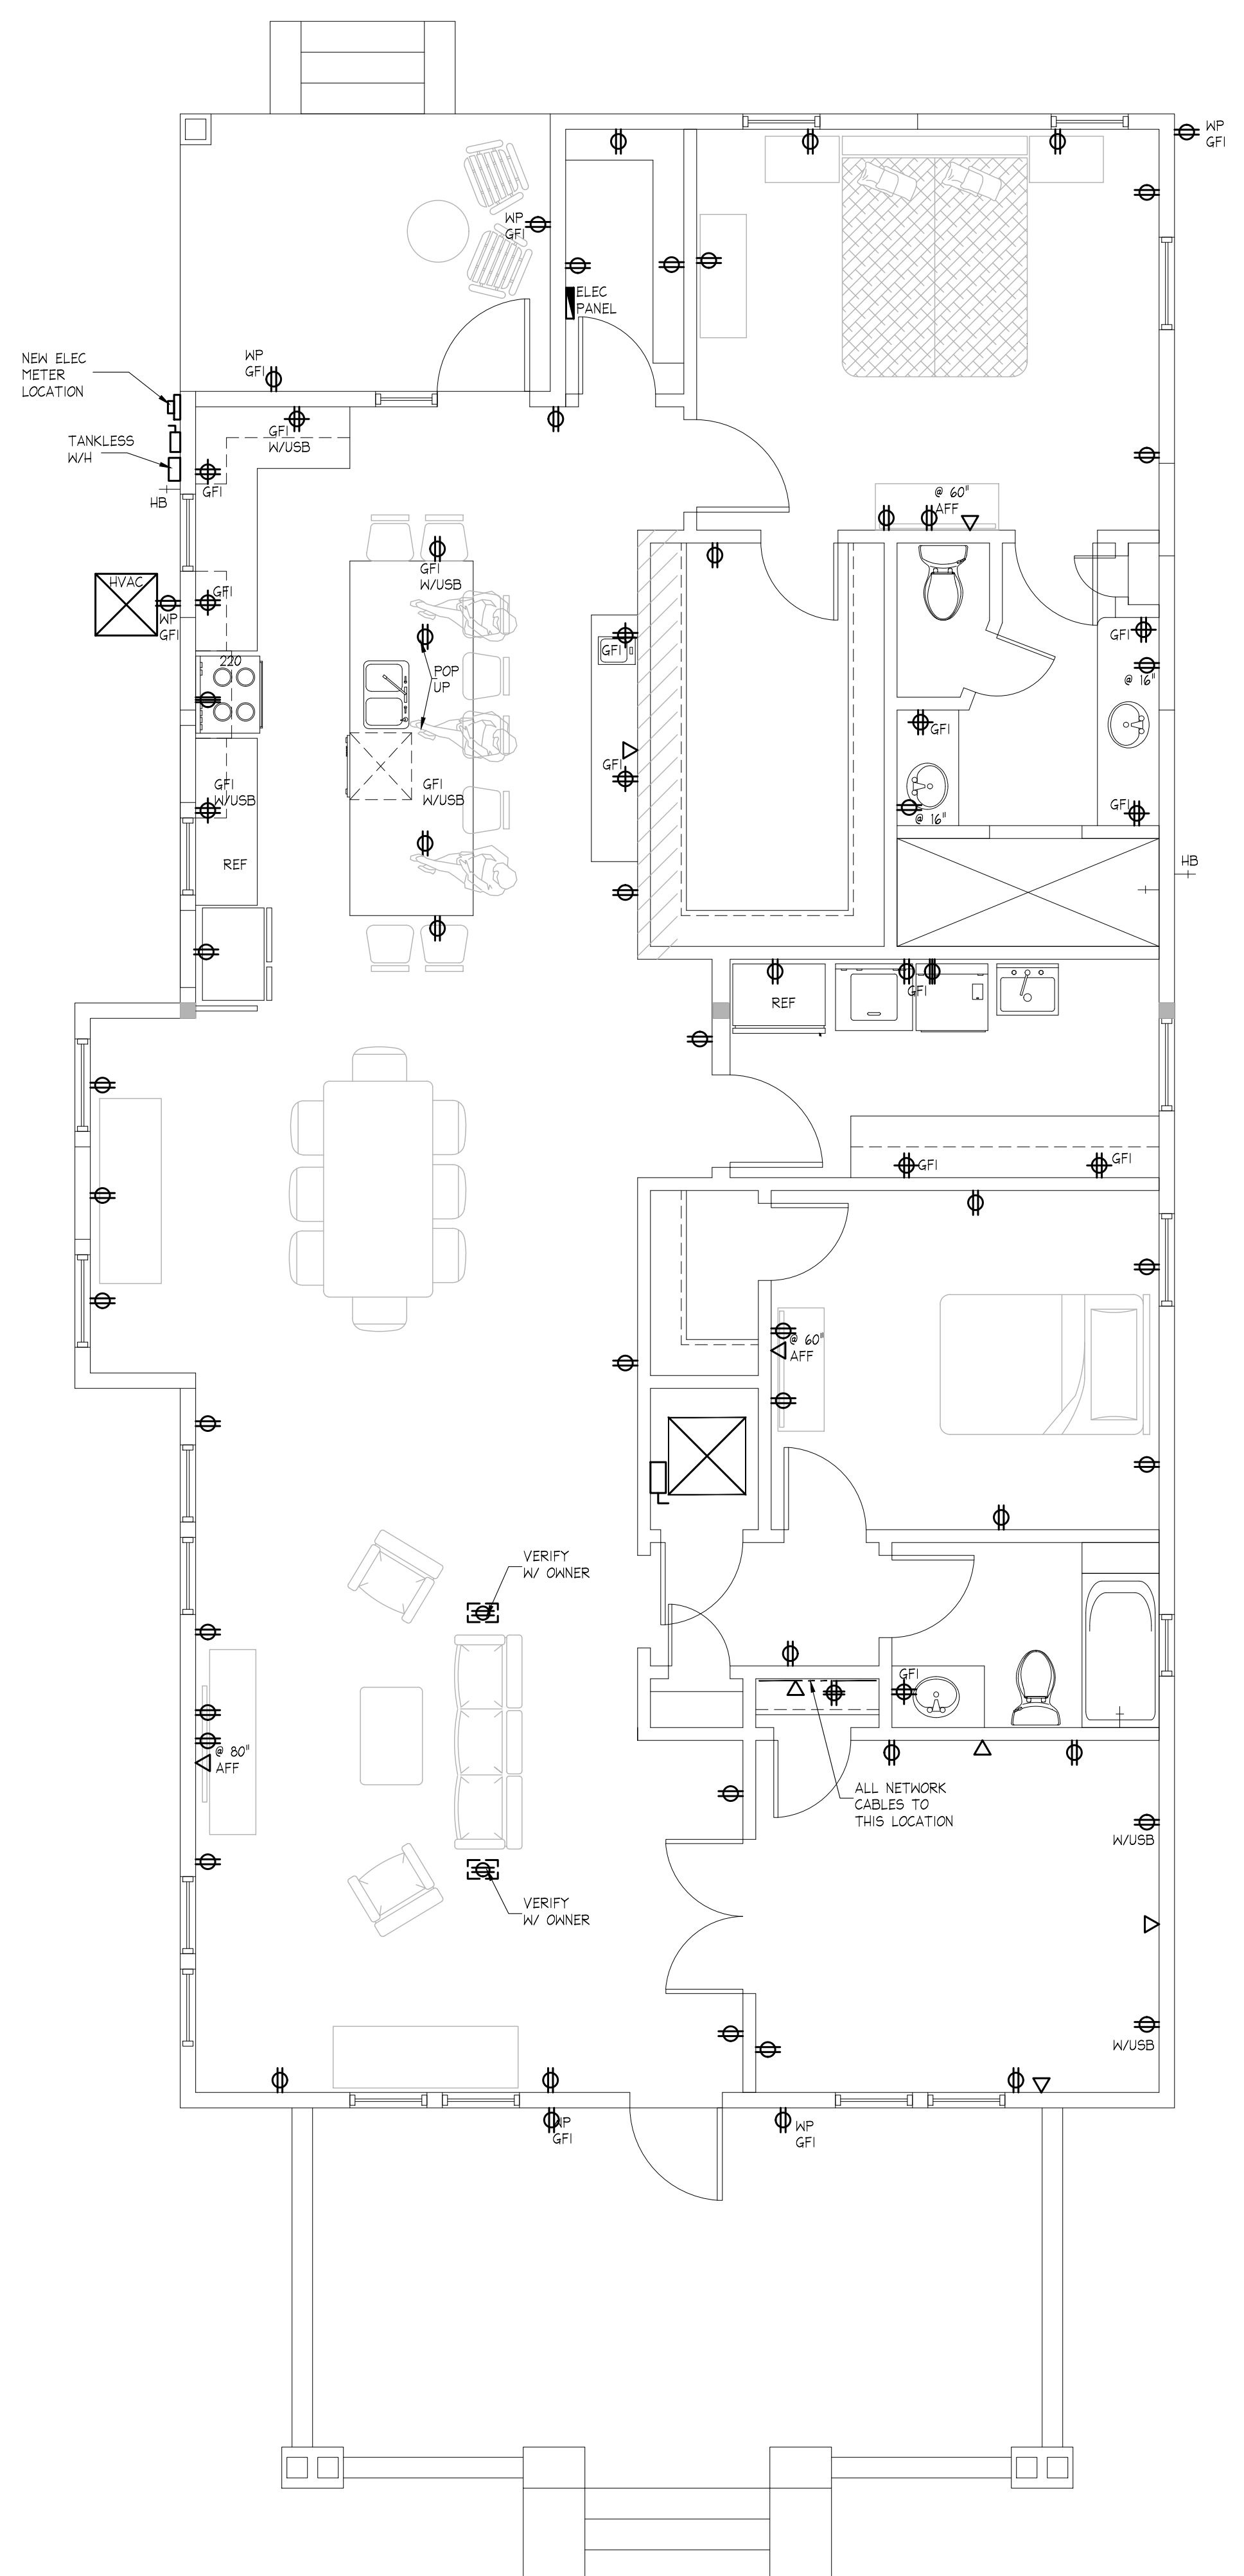 WP
GFI
WP
GFI
ELEC
PANEL
WP
GFI
NEW ELEC
METER
LOCATION
GFI
W/USB
TANKLESS
W/H
GFI
HB
@ 60"
AFF
HVAC
GFI
W/USB
GFI
WP
GFI
GFI
GFI
220
POP
UP
@ 16"
GFI
GFI
GFI
W/USB
GFI
W/USB
GFI
@ 16"
REF
HB
GFI
REF
GFI
GFI
@ 60"
AFF
VERIFY
W/ OWNER
GFI
@ 80"
AFF
ALL NETWORK
CABLES TO
THIS LOCATION
W/USB
VERIFY
W/ OWNER
W/USB
WP
GFI
WP
GFI